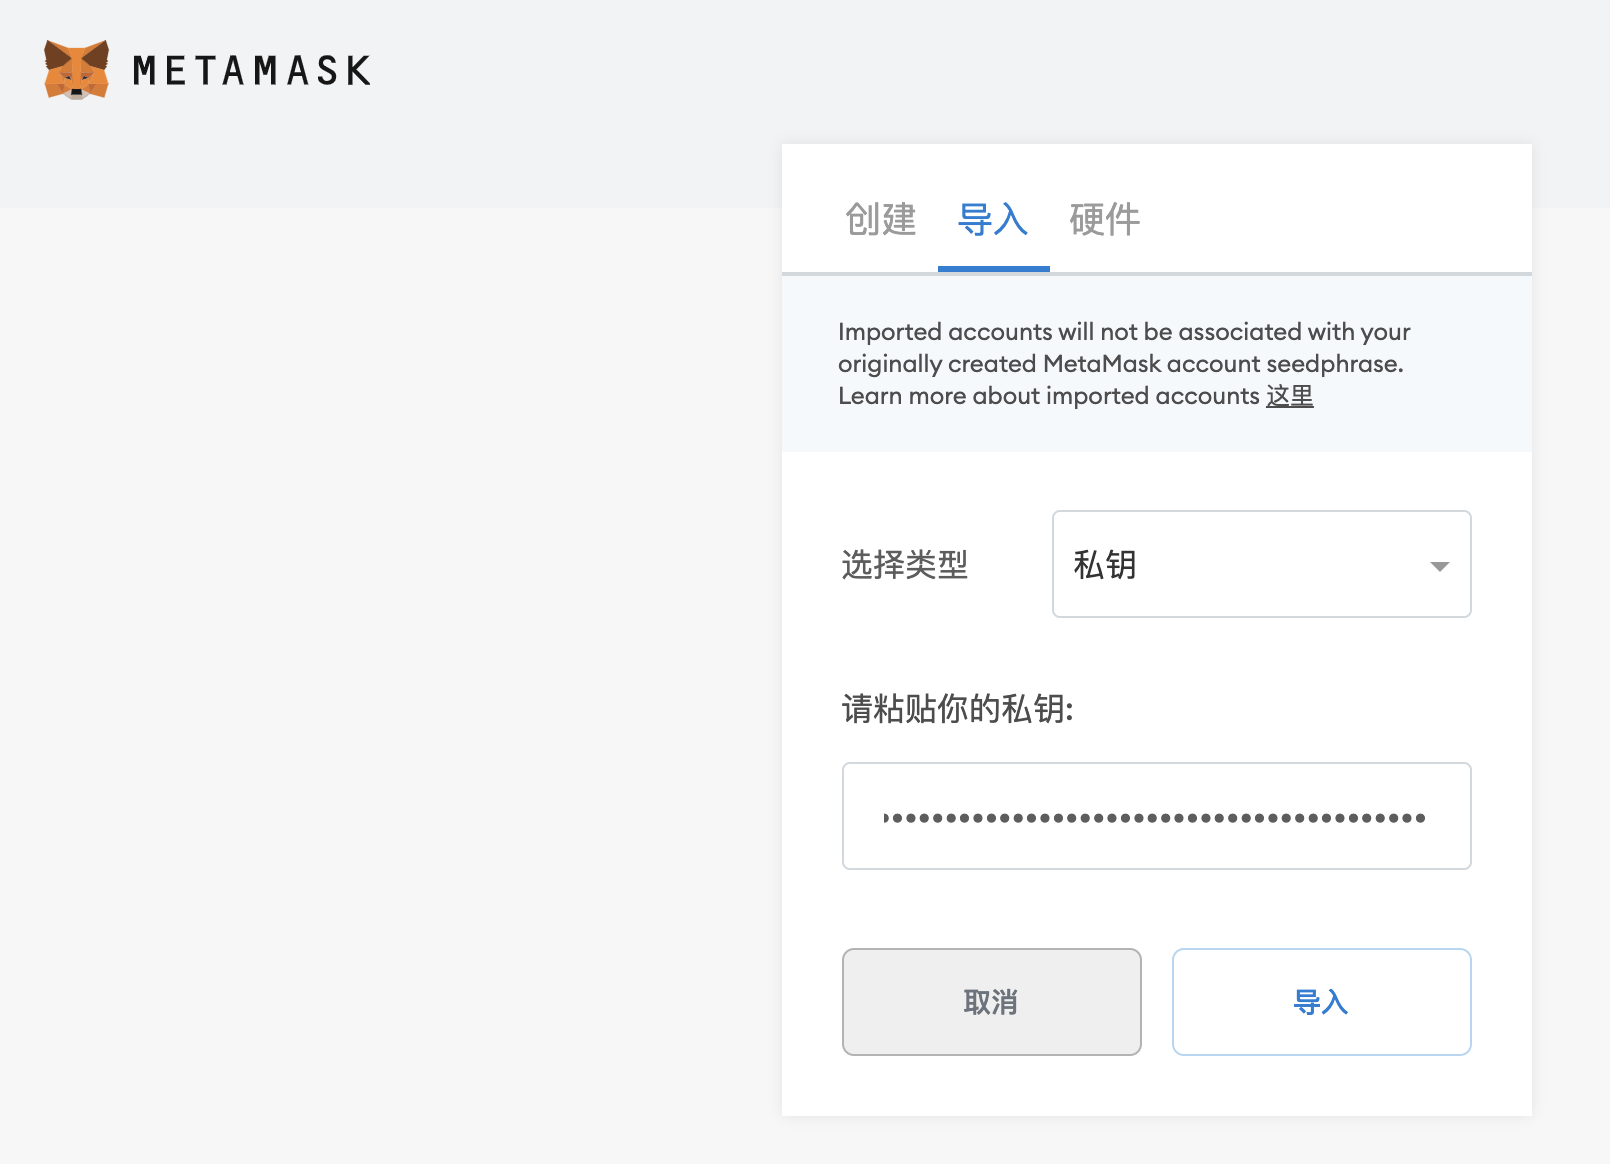 METAMASK
创建 导入 硬件
Imported accounts will not be associated with your
originally created MetaMask account seedphrase.
Learn more about imported accounts 这里
选择类型 私钥
请粘贴你的私钥:
取消 导入